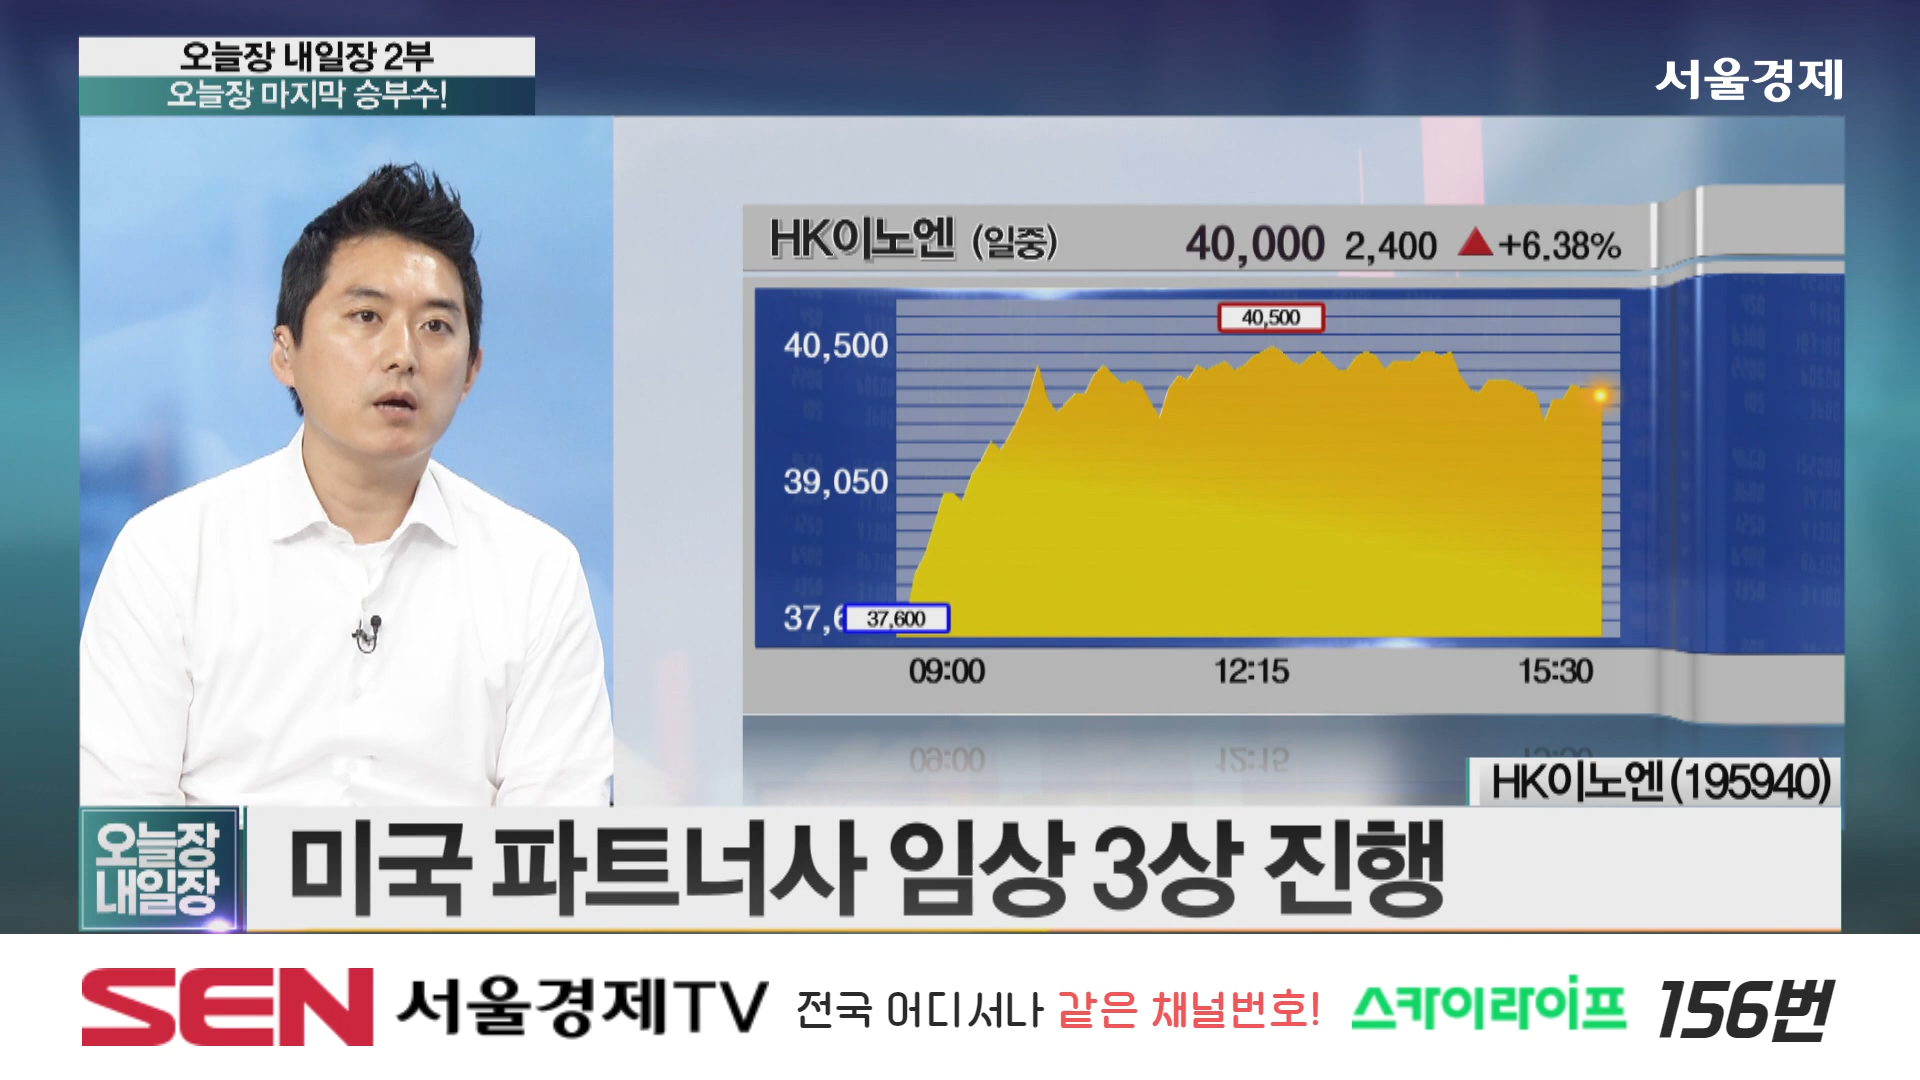 오늘장 내일장 2부
오늘장 마지막 승부수!
서울경제
HK이노엔 (일중) 40,000 2,400 ▲+6.38%
40,500
40,500
39,050
37,600
09:00 12:15 15:30
HK이노엔(195940)
오늘장
내일장
미국 파트너사 임상 3상 진행
SEN 서울경제TV 전국 어디서나 같은 채널번호! 스카이라이프 156번